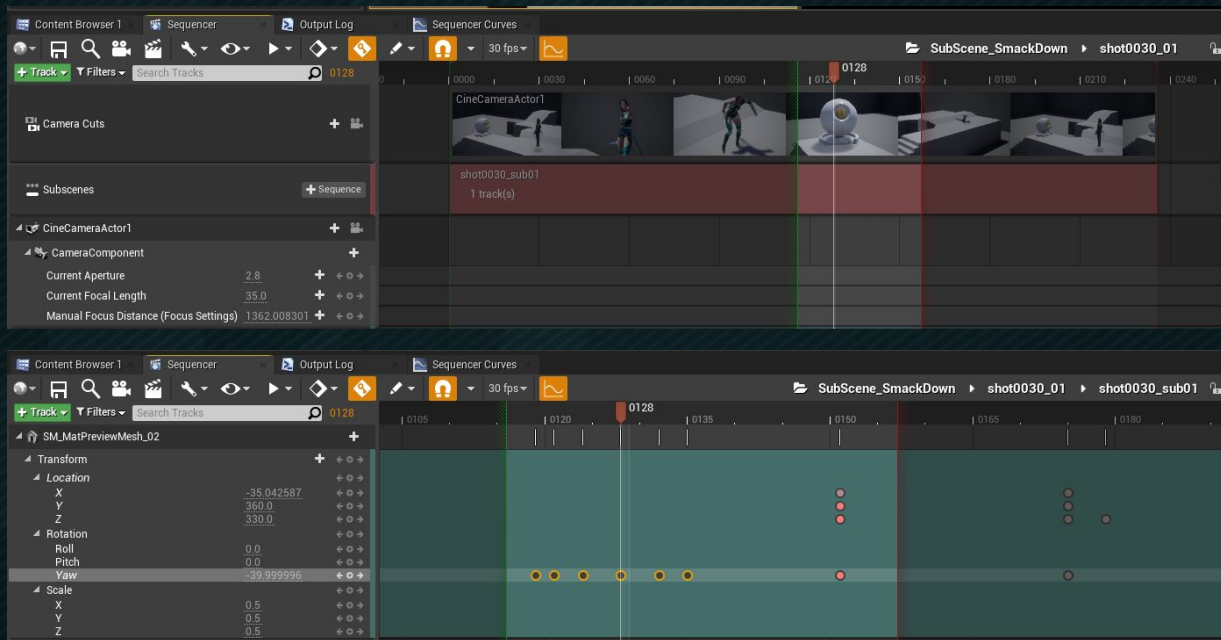 Content Browser 1
Sequencer
Output Log
Sequencer Curves
30 fps
SubScene_SmackDown
shot0030_01
+ Track
Filters
Search Tracks
0128
0128
0000
0030
0060
0090
0150
0180
0210
0240
Camera Cuts
CineCameraActor1
Subscenes
+ Sequence
shot0030_sub01
1 track(s)
CineCameraActor1
CameraComponent
Current Aperture 2.8
Current Focal Length 35.0
Manual Focus Distance (Focus Settings) 1362.008301
Content Browser 1
Sequencer
Output Log
Sequencer Curves
30 fps
SubScene_SmackDown
shot0030_01
shot0030_sub01
+ Track
Filters
Search Tracks
0128
0105
0120
0128
0135
0150
0165
0180
SM_MatPreviewMesh_02
Transform
Location
X -35.042587
Y 360.0
Z 330.0
Rotation
Roll 0.0
Pitch 0.0
Yaw -39.999996
Scale
X 0.5
Y 0.5
Z 0.5